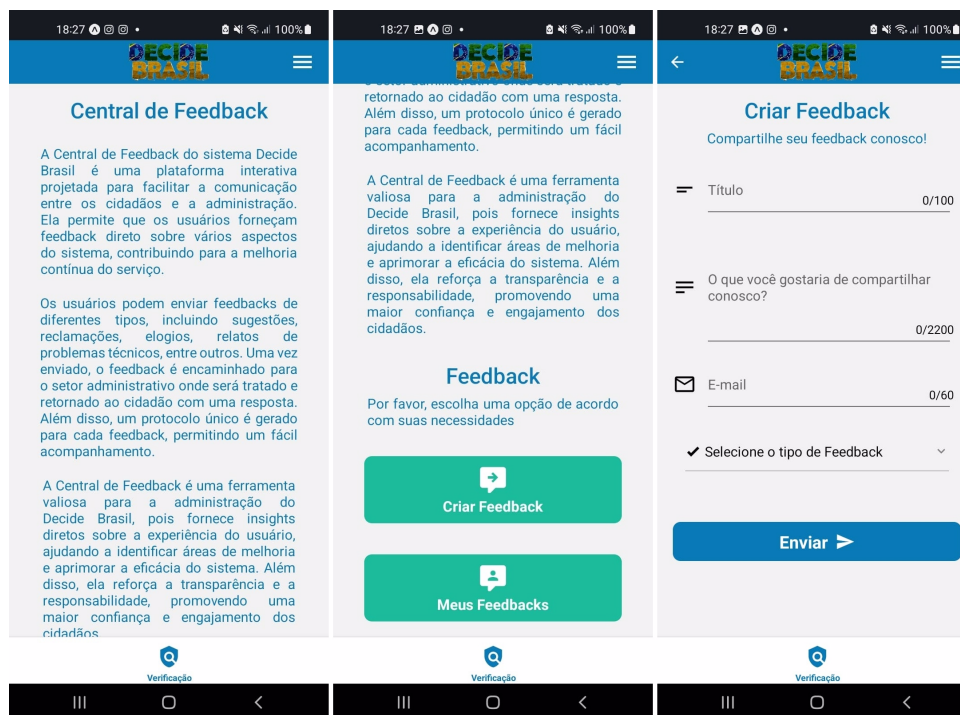 18:27
100%
DECIDE
BRASIL
Central de Feedback
A Central de Feedback do sistema Decide
Brasil é uma plataforma interativa
projetada para facilitar a comunicação
entre os cidadãos e a administração.
Ela permite que os usuários forneçam
feedback direto sobre vários aspectos
do sistema, contribuindo para a melhoria
contínua do serviço.
Os usuários podem enviar feedbacks de
diferentes tipos, incluindo sugestões,
reclamações, elogios, relatos de
problemas técnicos, entre outros. Uma vez
enviado, o feedback é encaminhado para
o setor administrativo onde será tratado e
retornado ao cidadão com uma resposta.
Além disso, um protocolo único é gerado
para cada feedback, permitindo um fácil
acompanhamento.
A Central de Feedback é uma ferramenta
valiosa para a administração do
Decide Brasil, pois fornece insights
diretos sobre a experiência do usuário,
ajudando a identificar áreas de melhoria
e aprimorar a eficácia do sistema. Além
disso, ela reforça a transparência e a
responsabilidade, promovendo uma
maior confiança e engajamento dos
cidadãos
Verificação
18:27
100%
DECIDE
BRASIL
retornado ao cidadão com uma resposta.
Além disso, um protocolo único é gerado
para cada feedback, permitindo um fácil
acompanhamento.
A Central de Feedback é uma ferramenta
valiosa para a administração do
Decide Brasil, pois fornece insights
diretos sobre a experiência do usuário,
ajudando a identificar áreas de melhoria
e aprimorar a eficácia do sistema. Além
disso, ela reforça a transparência e a
responsabilidade, promovendo uma
maior confiança e engajamento dos
cidadãos.
Feedback
Por favor, escolha uma opção de acordo
com suas necessidades
Criar Feedback
Meus Feedbacks
Verificação
18:27
100%
DECIDE
BRASIL
Criar Feedback
Compartilhe seu feedback conosco!
Título
0/100
O que você gostaria de compartilhar
conosco?
0/2200
E-mail
0/60
Selecione o tipo de Feedback
Enviar
Verificação